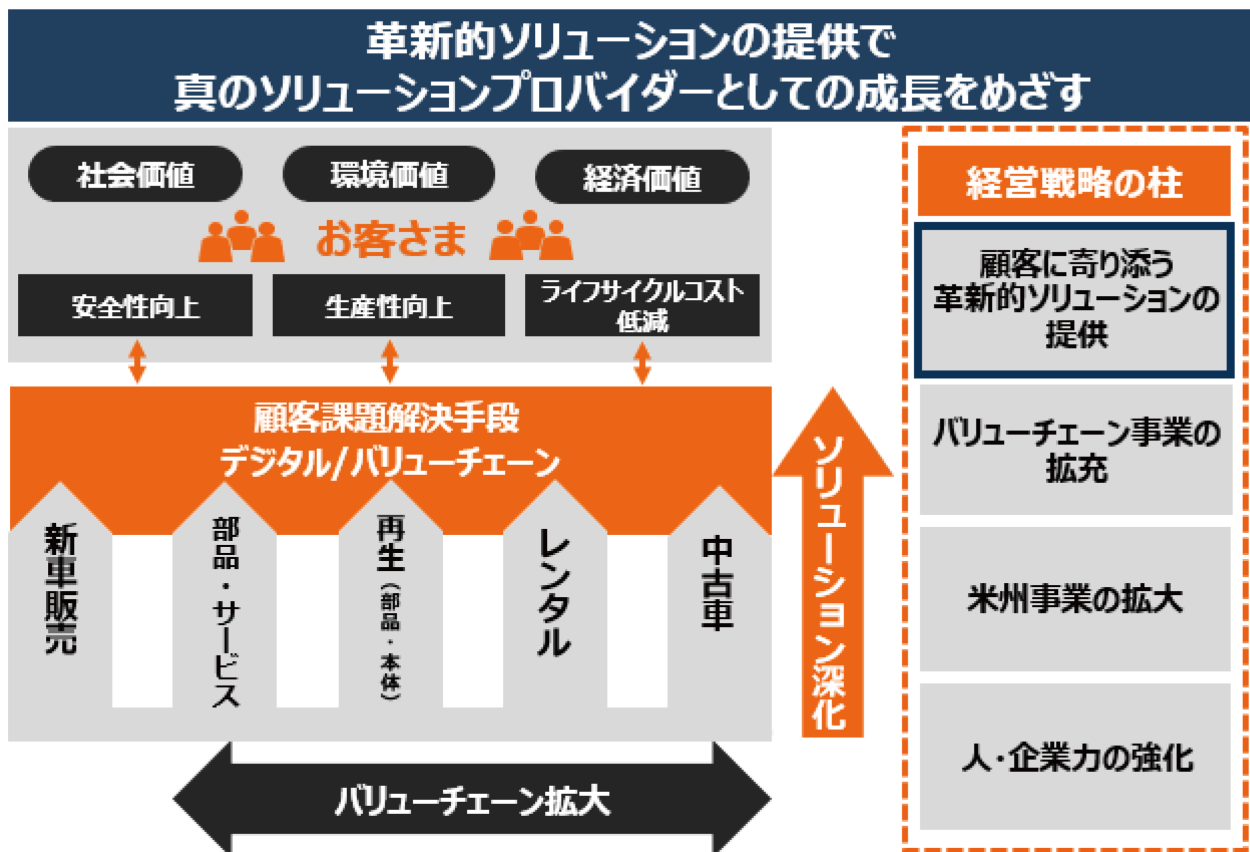 革新的ソリューションの提供で
真のソリューションプロバイダーとしての成長をめざす
社会価値
環境価値
経済価値
お客さま
安全性向上
生産性向上
ライフサイクルコスト
低減
顧客課題解決手段
デジタル/バリューチェーン
新車販売
部品・サービス
再生(部品・本体)
レンタル
中古車
ソリューション深化
バリューチェーン拡大
経営戦略の柱
顧客に寄り添う
革新的ソリューションの
提供
バリューチェーン事業の
拡充
米州事業の拡大
人・企業力の強化